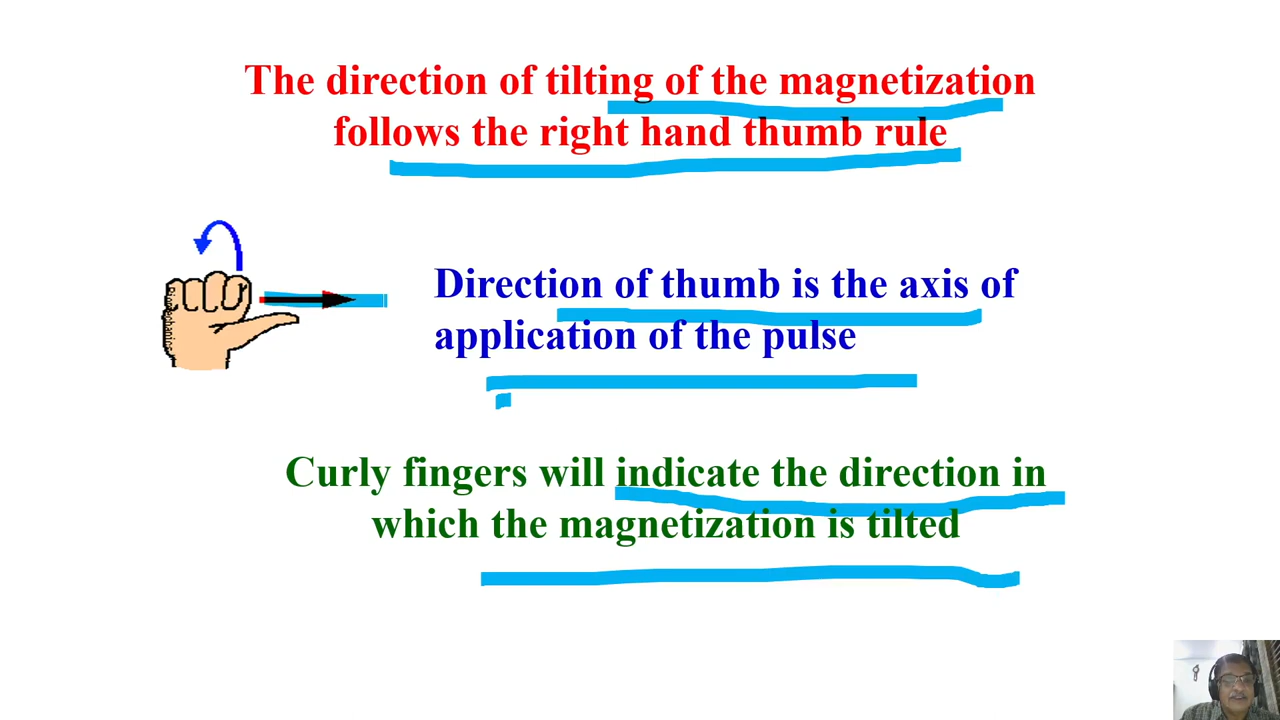 The direction of tilting of the magnetization
follows the right hand thumb rule
Direction of thumb is the axis of
application of the pulse
Curly fingers will indicate the direction in
which the magnetization is tilted